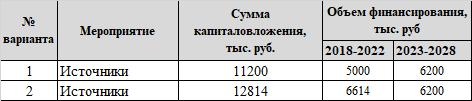 № варианта Мероприятие Сумма капиталовложения, тыс. руб. Объем финансирования, тыс. руб
2018-2022 2023-2028
1 Источники 11200 5000 6200
2 Источники 12814 6614 6200